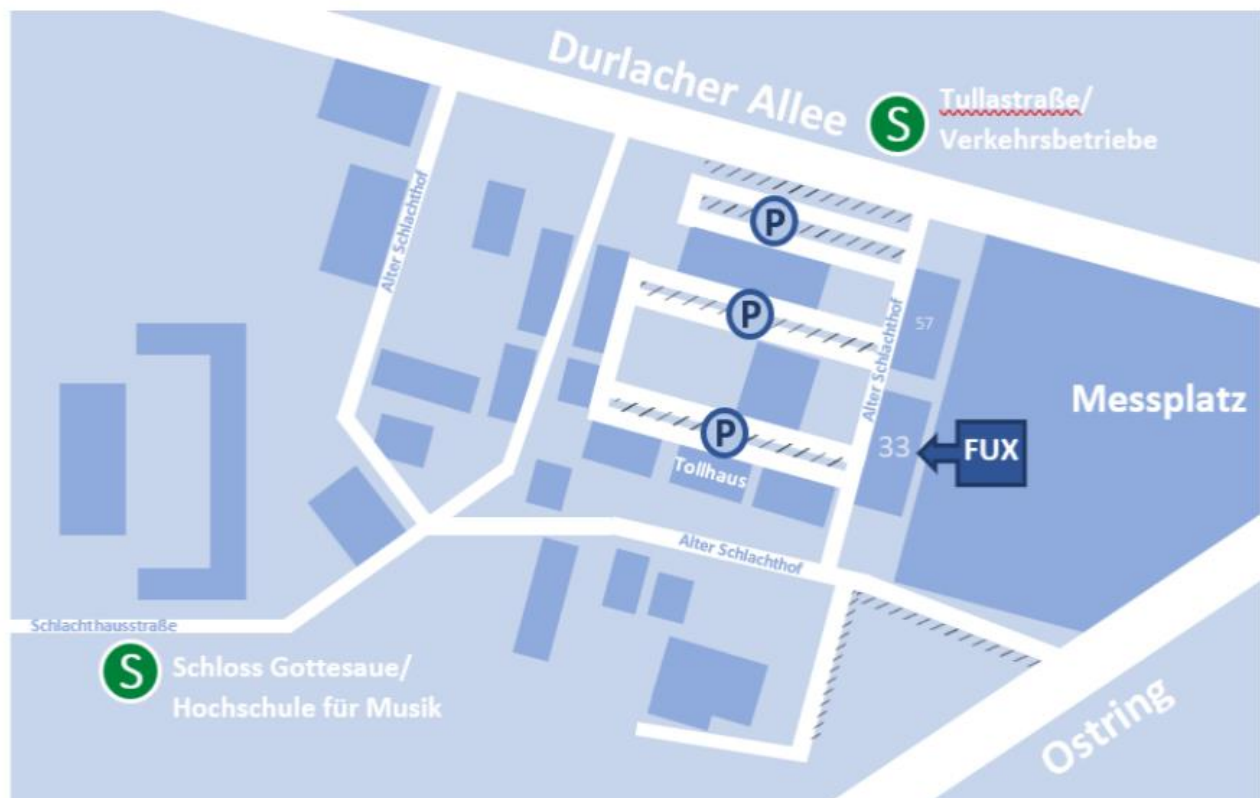 Durlacher Allee
S
Tullastraße/
Verkehrsbetriebe
Alter Schlachthof
P
Alter Schlachthof
57
P
Messplatz
P
33
FUX
Tollhaus
Alter Schlachthof
Schlachthausstraße
S
Schloss Gottesaue/
Hochschule für Musik
Ostring